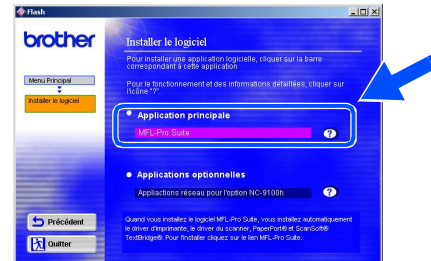 Flash
brother
Installer le logiciel
Pour installer une application logicielle, cliquer sur la barre
correspondant à cette application
Pour le fonctionnement et des informations détaillées, cliquer sur
l'icône "?".
Menu Principal
Installer le logiciel
Application principale
MFL-Pro Suite
?
Applications optionnelles
Appliactions réseau pour l'option NC-9100h
?
Précédent
Quitter
Quand vous installez le logiciel MFL-Pro Suite, vous installez automatiquement
le driver d'imprimante, le driver du scanner, PaperPort® et ScanSoft®
TextBridge®. Pour l'installer cliquez sur le lien MFL-Pro Suite.